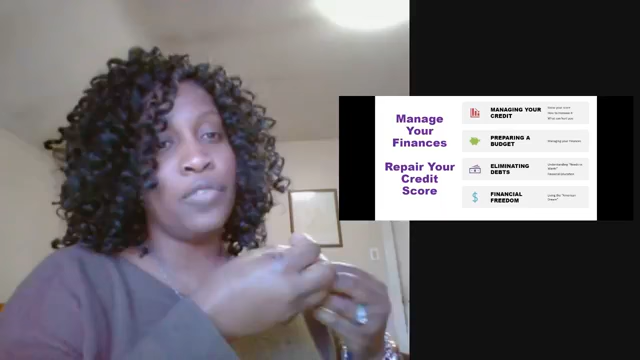 Manage
Your
Finances
Repair Your
Credit
Score
MANAGING YOUR
CREDIT
PREPARING A
BUDGET
Managing your finances
ELIMINATING
DEBTS
FINANCIAL
FREEDOM